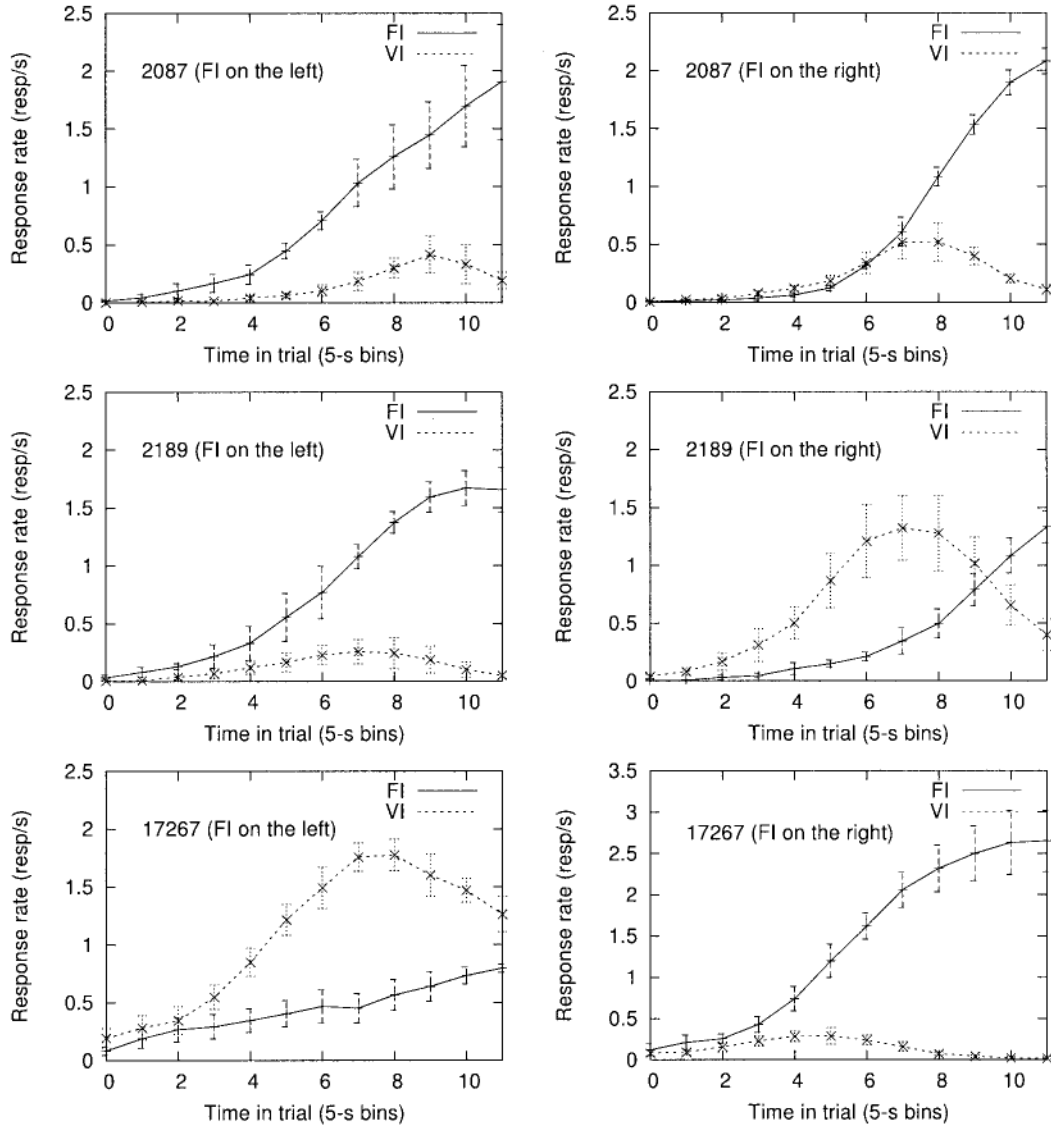 2.5
2
1.5
1
0.5
0
Response rate (resp/s)
2087 (FI on the left)
FI
VI
0 2 4 6 8 10
Time in trial (5-s bins)
2.5
2
1.5
1
0.5
0
Response rate (resp/s)
2087 (FI on the right)
FI
VI
0 2 4 6 8 10
Time in trial (5-s bins)
2.5
2
1.5
1
0.5
0
Response rate (resp/s)
2189 (FI on the left)
FI
VI
0 2 4 6 8 10
Time in trial (5-s bins)
2.5
2
1.5
1
0.5
0
Response rate (resp/s)
2189 (FI on the right)
FI
VI
0 2 4 6 8 10
Time in trial (5-s bins)
2.5
2
1.5
1
0.5
0
Response rate (resp/s)
17267 (FI on the left)
FI
VI
0 2 4 6 8 10
Time in trial (5-s bins)
3.5
3
2.5
2
1.5
1
0.5
0
Response rate (resp/s)
17267 (FI on the right)
FI
VI
0 2 4 6 8 10
Time in trial (5-s bins)